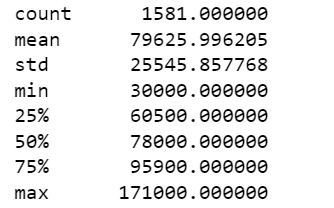 count 1581.000000
mean 79625.996205
std 25545.857768
min 30000.000000
25% 60500.000000
50% 78000.000000
75% 95900.000000
max 171000.000000